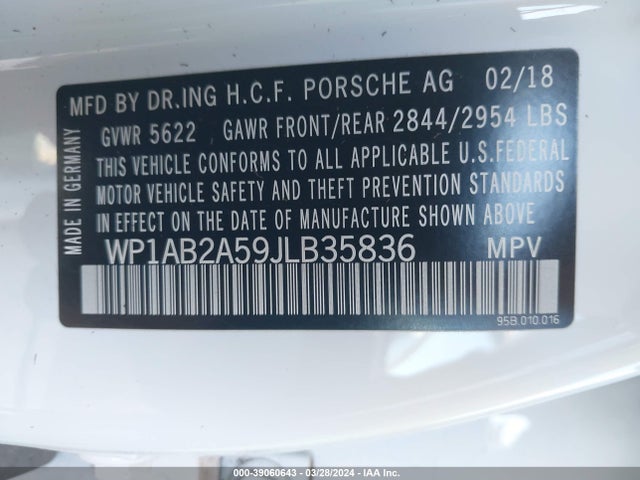 MFD BY DR.ING H.C.F. PORSCHE AG 02/18
GVWR 5622 GAWR FRONT/REAR 2844/2954 LBS
THIS VEHICLE CONFORMS TO ALL APPLICABLE U.S.FEDERAL
MOTOR VEHICLE SAFETY AND THEFT PREVENTION STANDARDS
IN EFFECT ON THE DATE OF MANUFACTURE SHOWN ABOVE.
WP1AB2A59JLB35836 MPV
95B.010.016
MADE IN GERMANY
000-39060643 / 03/28/2024 - IAA Inc.